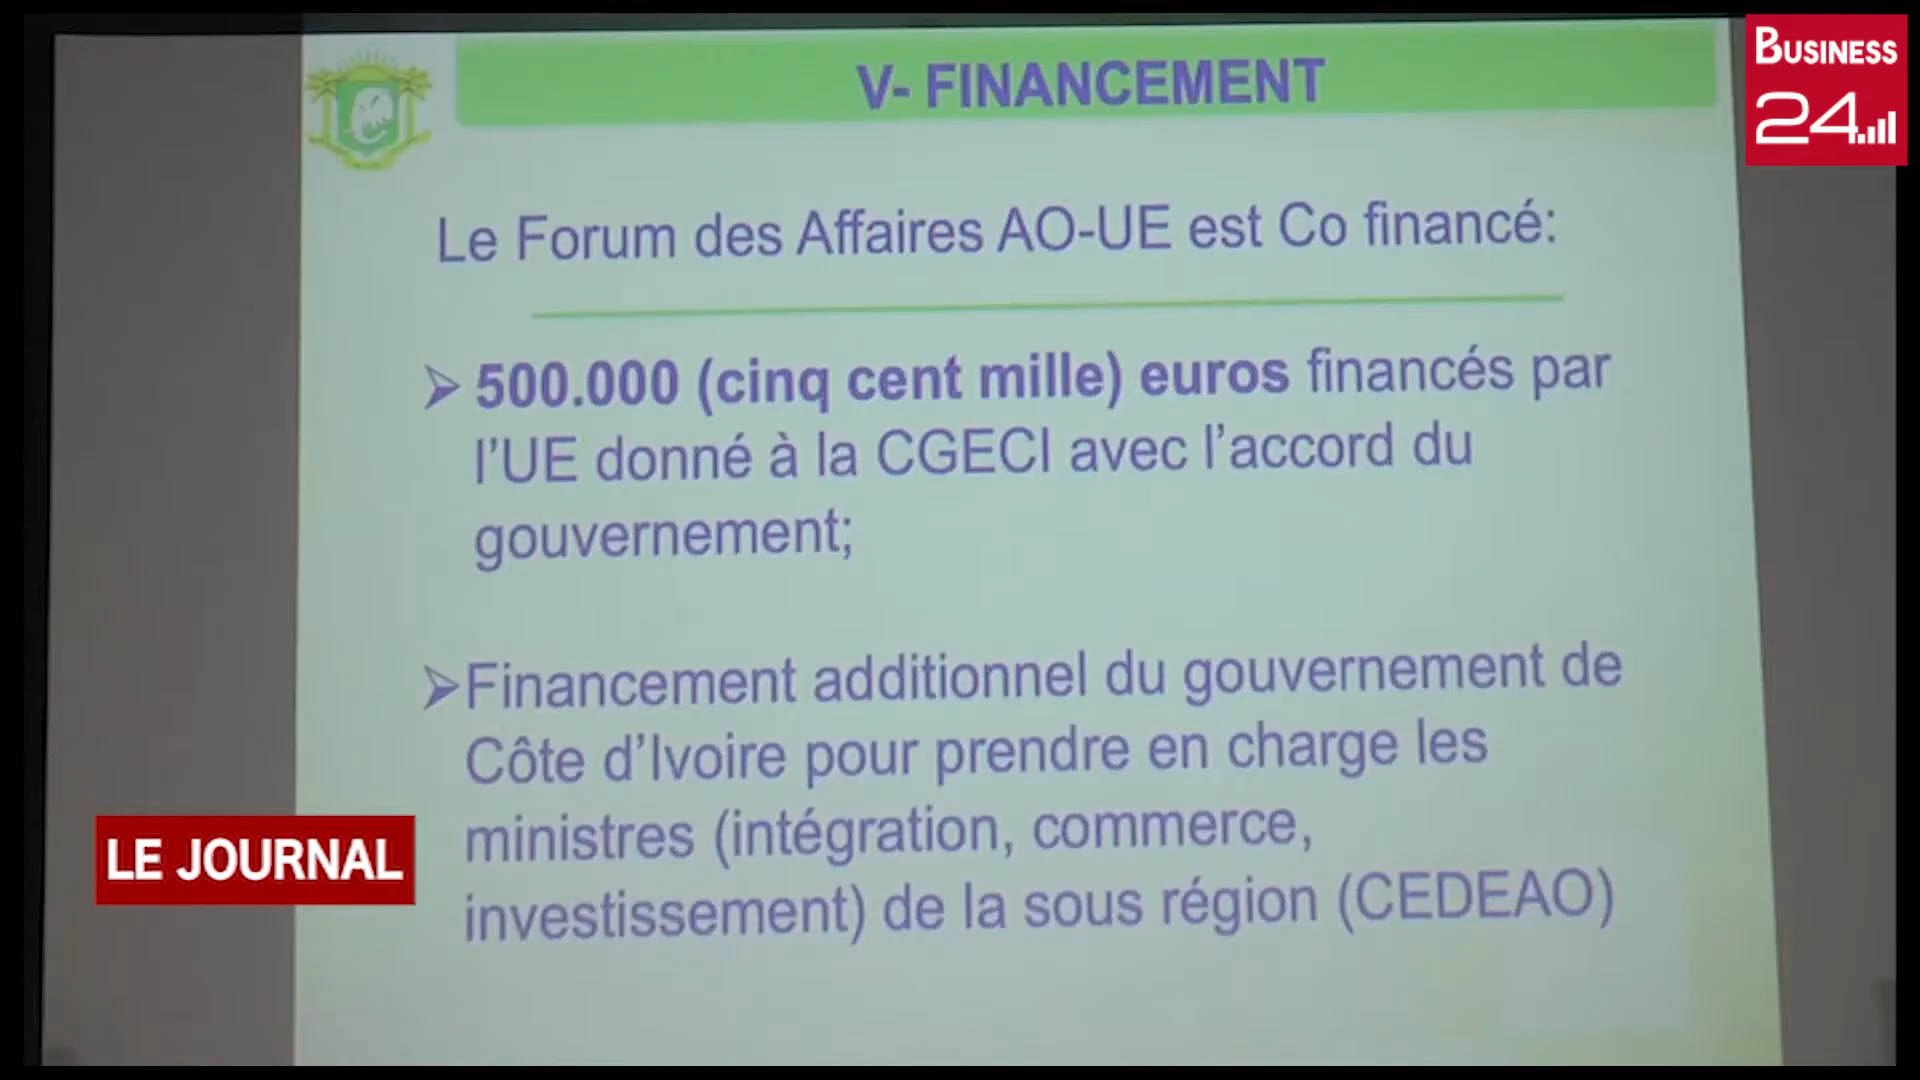 V- FINANCEMENT
BUSINESS
24
Le Forum des Affaires AO-UE est Co financé:
500.000 (cinq cent mille) euros financés par
l’UE donné à la CGECI avec l’accord du
gouvernement;
Financement additionnel du gouvernement de
Côte d’Ivoire pour prendre en charge les
ministres (intégration, commerce,
investissement) de la sous région (CEDEAO)
LE JOURNAL